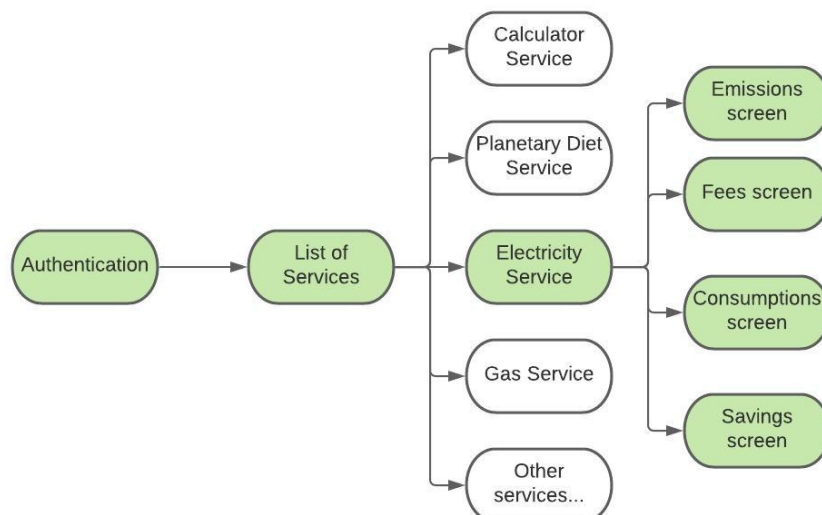 Authentication
List of
Services
Calculator
Service
Planetary Diet
Service
Electricity
Service
Gas Service
Other
services...
Emissions
screen
Fees screen
Consumptions
screen
Savings
screen